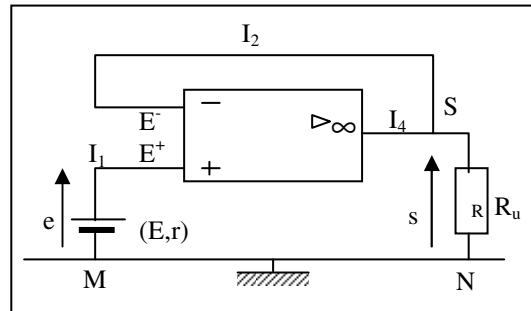 I2
S
E- −
▷∞ I4
I1 E+ +
e (E,r) s R Ru
M N